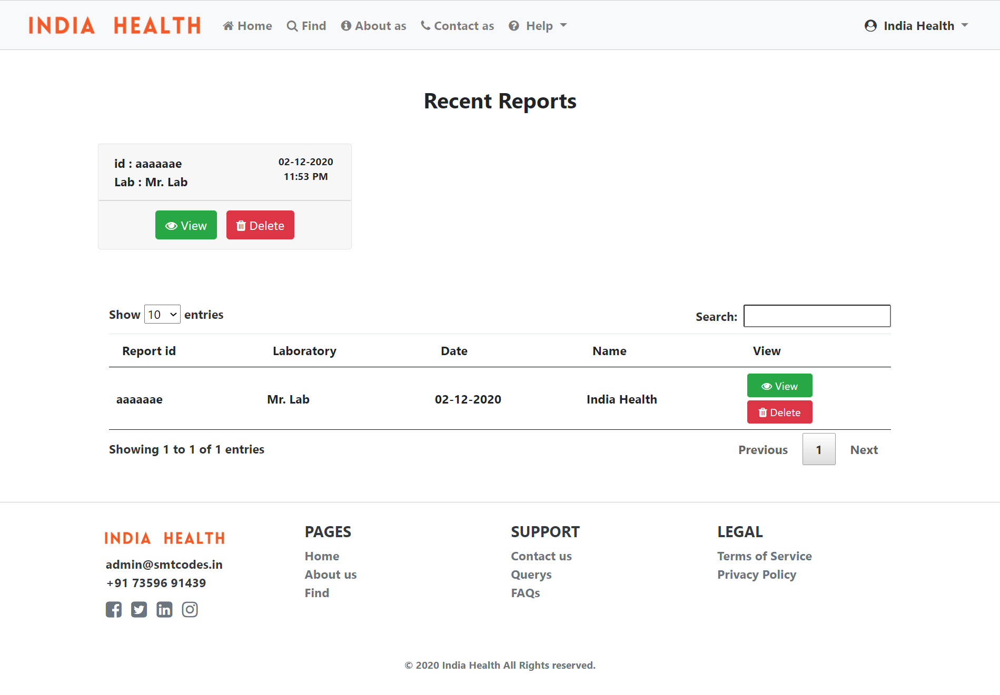 INDIA HEALTH Home Find About as Contact as Help India Health
Recent Reports
id : aaaaaae
Lab : Mr. Lab
02-12-2020
11:53 PM
View Delete
Show 10 entries
Search:
Report id Laboratory Date Name View
aaaaaae Mr. Lab 02-12-2020 India Health View
Delete
Showing 1 to 1 of 1 entries
Previous 1 Next
INDIA HEALTH
admin@smtcodes.in
+91 73596 91439
PAGES
Home
About us
Find
SUPPORT
Contact us
Querys
FAQs
LEGAL
Terms of Service
Privacy Policy
© 2020 India Health All Rights reserved.